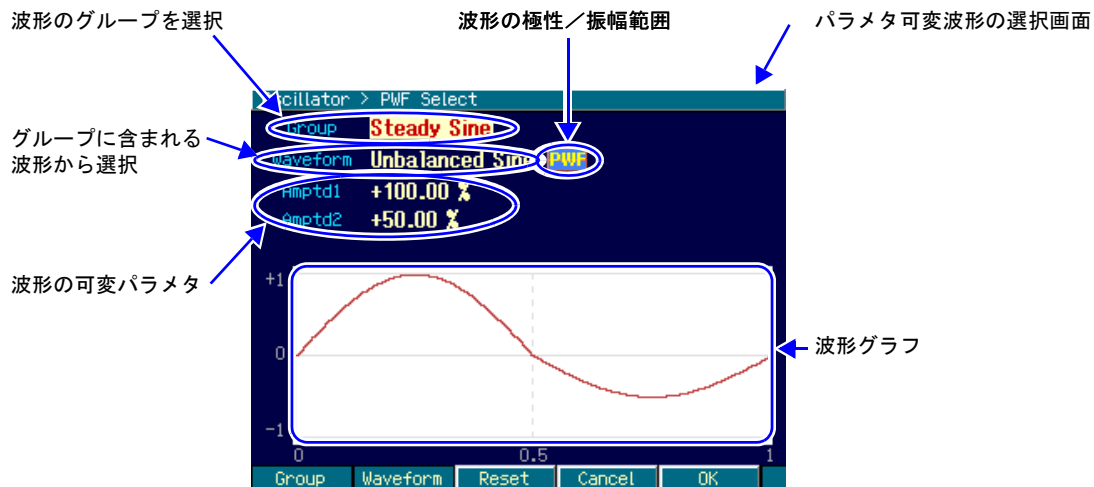 波形のグループを選択
波形の極性／振幅範囲
パラメタ可変波形の選択画面
Oscillator > PWF Select
Group Steady Sine
グループに含まれる
波形から選択
Waveform Unbalanced Sine PWF
Amptd1 +100.00 %
Amptd2 +50.00 %
波形の可変パラメタ
+1
0
-1
波形グラフ
0 0.5 1
Group Waveform Reset Cancel OK